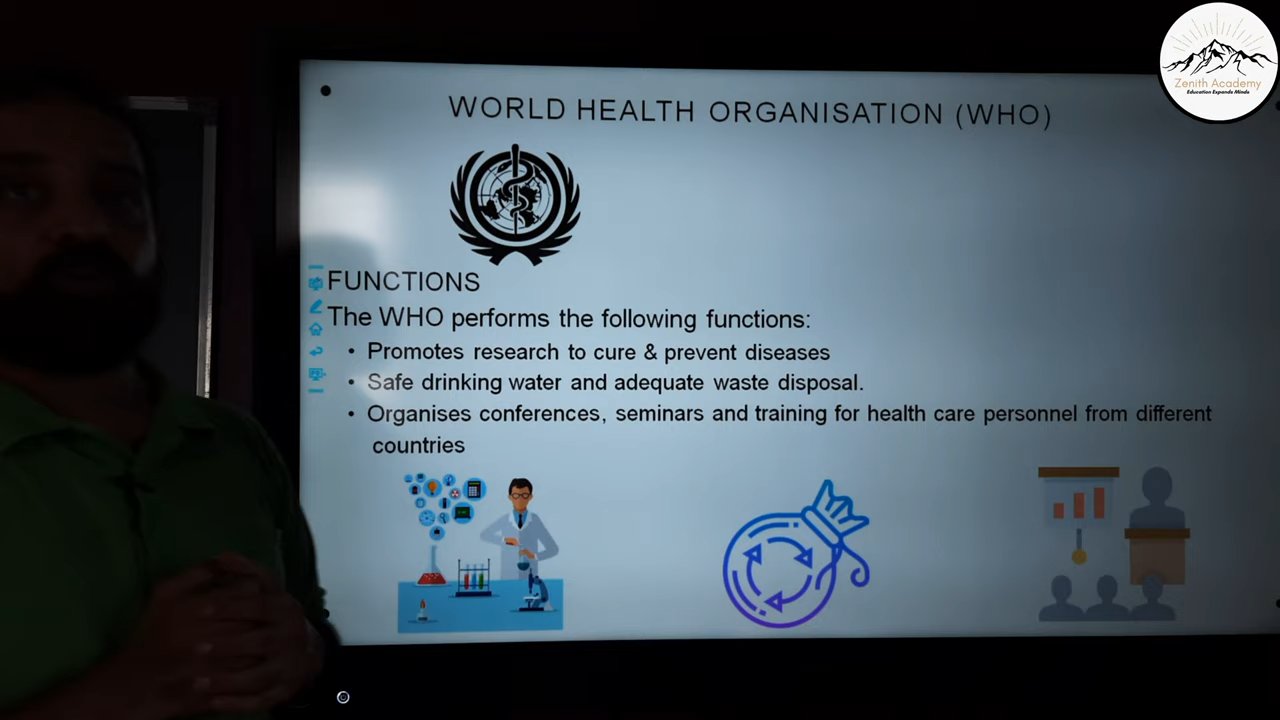 Zenith Academy
Education Expands Minds
WORLD HEALTH ORGANISATION (WHO)
FUNCTIONS
The WHO performs the following functions:
• Promotes research to cure & prevent diseases
• Safe drinking water and adequate waste disposal.
• Organises conferences, seminars and training for health care personnel from different
countries